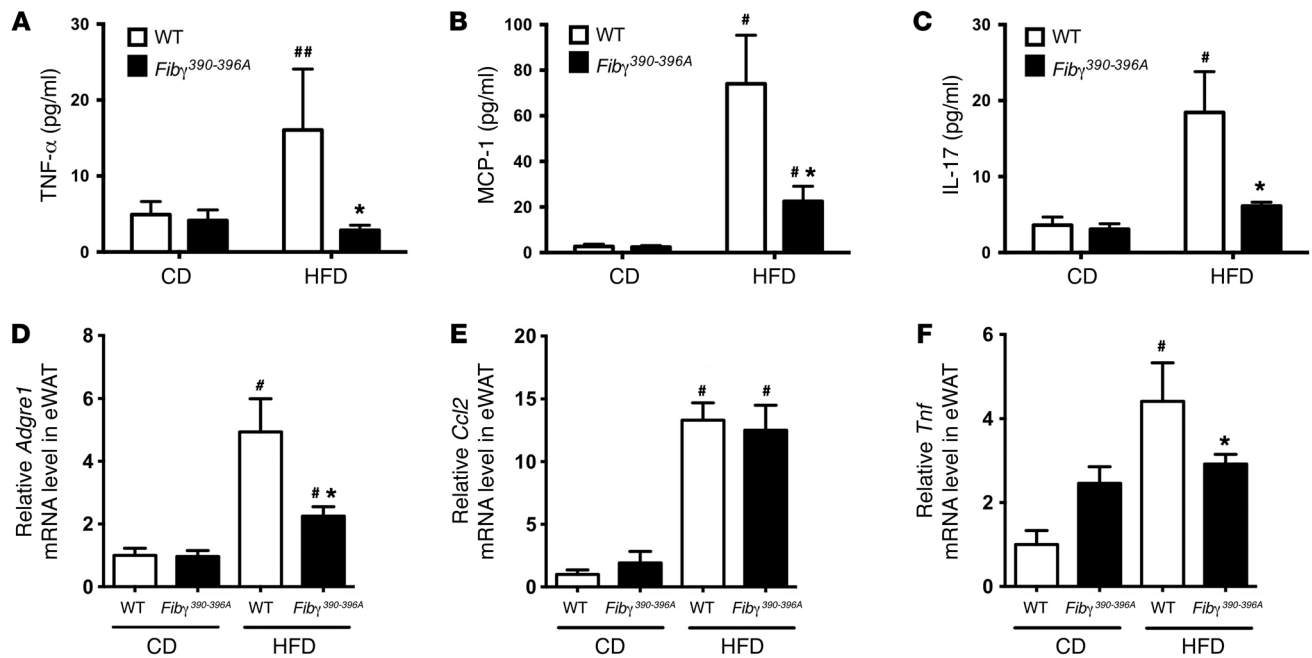 A
TNF-α (pg/ml)
30
20
10
0
WT
Fibγ390-396A
##
*
CD
HFD
B
MCP-1 (pg/ml)
100
80
60
40
20
0
WT
Fibγ390-396A
#
# *
CD
HFD
C
IL-17 (pg/ml)
30
20
10
0
WT
Fibγ390-396A
#
*
CD
HFD
D
Relative Adgre1
mRNA level in eWAT
8
6
4
2
0
#
# *
WT
Fibγ390-396A
WT
Fibγ390-396A
CD
HFD
E
Relative Ccl2
mRNA level in eWAT
20
15
10
5
0
#
#
WT
Fibγ390-396A
WT
Fibγ390-396A
CD
HFD
F
Relative Tnf
mRNA level in eWAT
6
4
2
0
#
*
WT
Fibγ390-396A
WT
Fibγ390-396A
CD
HFD